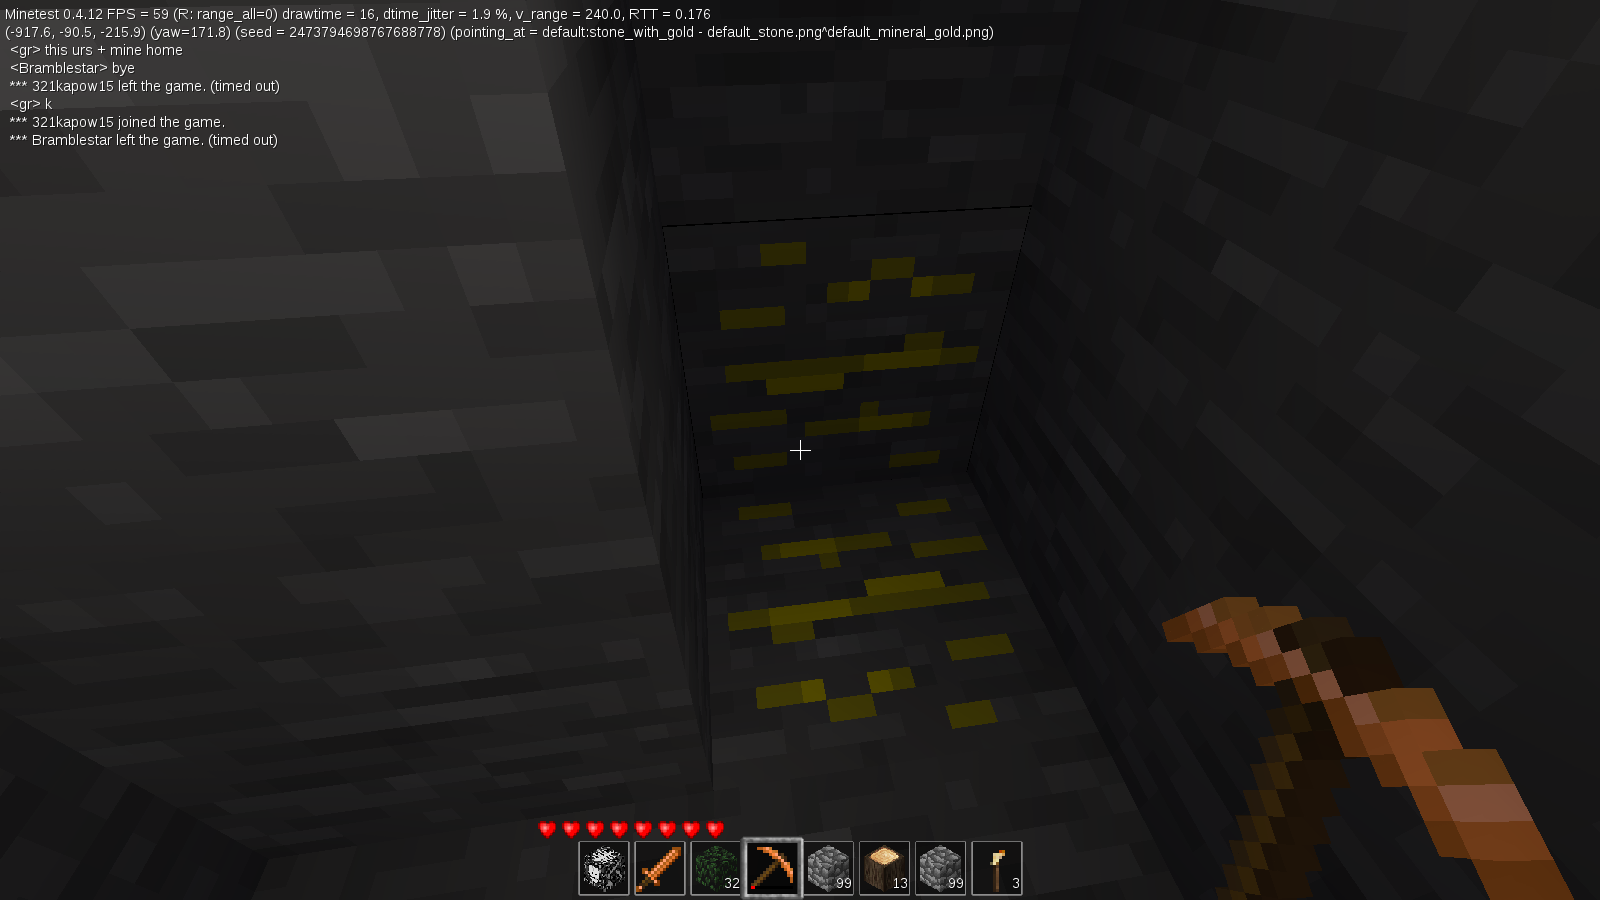 Minetest 0.4.12 FPS = 59 (R: range_all=0) drawtime = 16, dtime_jitter = 1.9 %, v_range = 240.0, RTT = 0.176
(-917.6, -90.5, -215.9) (yaw=171.8) (seed = 2473794698767688778) (pointing_at = default:stone_with_gold - default_stone.png^default_mineral_gold.png)
<gr> this urs + mine home
<Bramblestar> bye
*** 321kapow15 left the game. (timed out)
<gr> k
*** 321kapow15 joined the game.
*** Bramblestar left the game. (timed out)
32 99 13 99 3